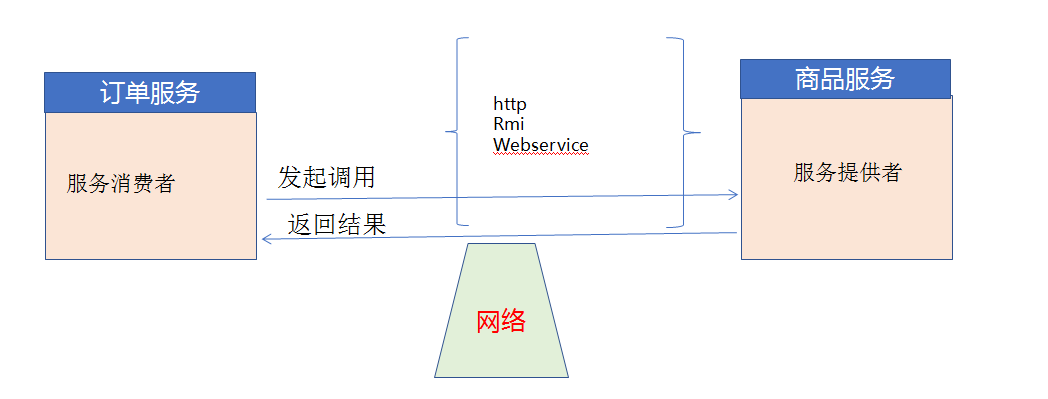 订单服务
服务消费者
发起调用
返回结果
http
Rmi
Webservice
网络
商品服务
服务提供者